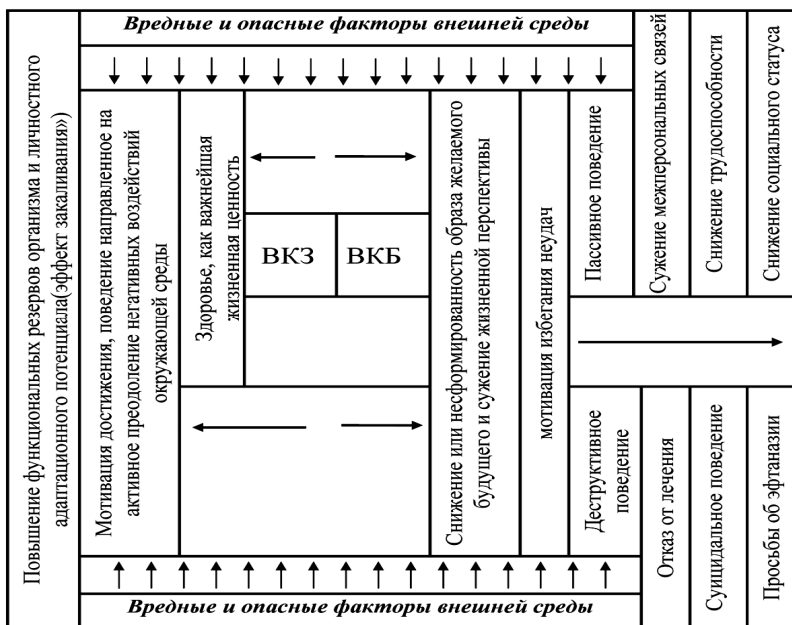 Вредные и опасные факторы внешней среды
Повышение функциональных резервов организма и личностного
адаптационного потенциала(эффект закаливания»)
Мотивация достижения, поведение направленное на
активное преодоление негативных воздействий
окружающей среды
Здоровье, как важнейшая
жизненная ценность
ВКЗ
ВКБ
Снижение или несформированность образа желаемого
будущего и сужение жизненной перспективы
мотивация избегания неудач
Пассивное поведение
Сужение межперсональных связей
Снижение трудоспособности
Снижение социального статуса
Деструктивное
поведение
Отказ от лечения
Суицидальное поведение
Просьбы об эфтаназии
Вредные и опасные факторы внешней среды